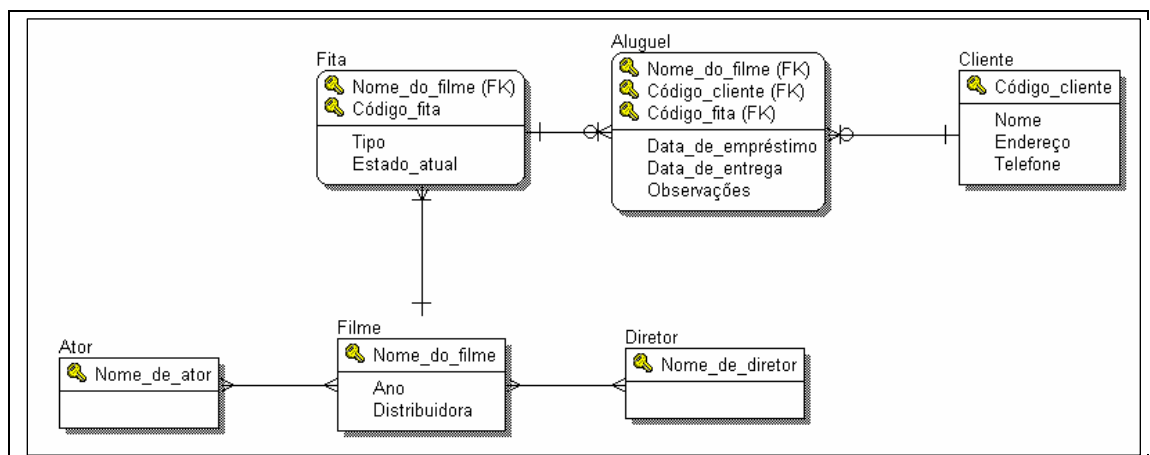 Fita
Nome_do_filme (FK)
Código_fita
Tipo
Estado_atual
Aluguel
Nome_do_filme (FK)
Código_cliente (FK)
Código_fita (FK)
Data_de_empréstimo
Data_de_entrega
Observações
Cliente
Código_cliente
Nome
Endereço
Telefone
Ator
Nome_de_ator
Filme
Nome_do_filme
Ano
Distribuidora
Diretor
Nome_de_diretor